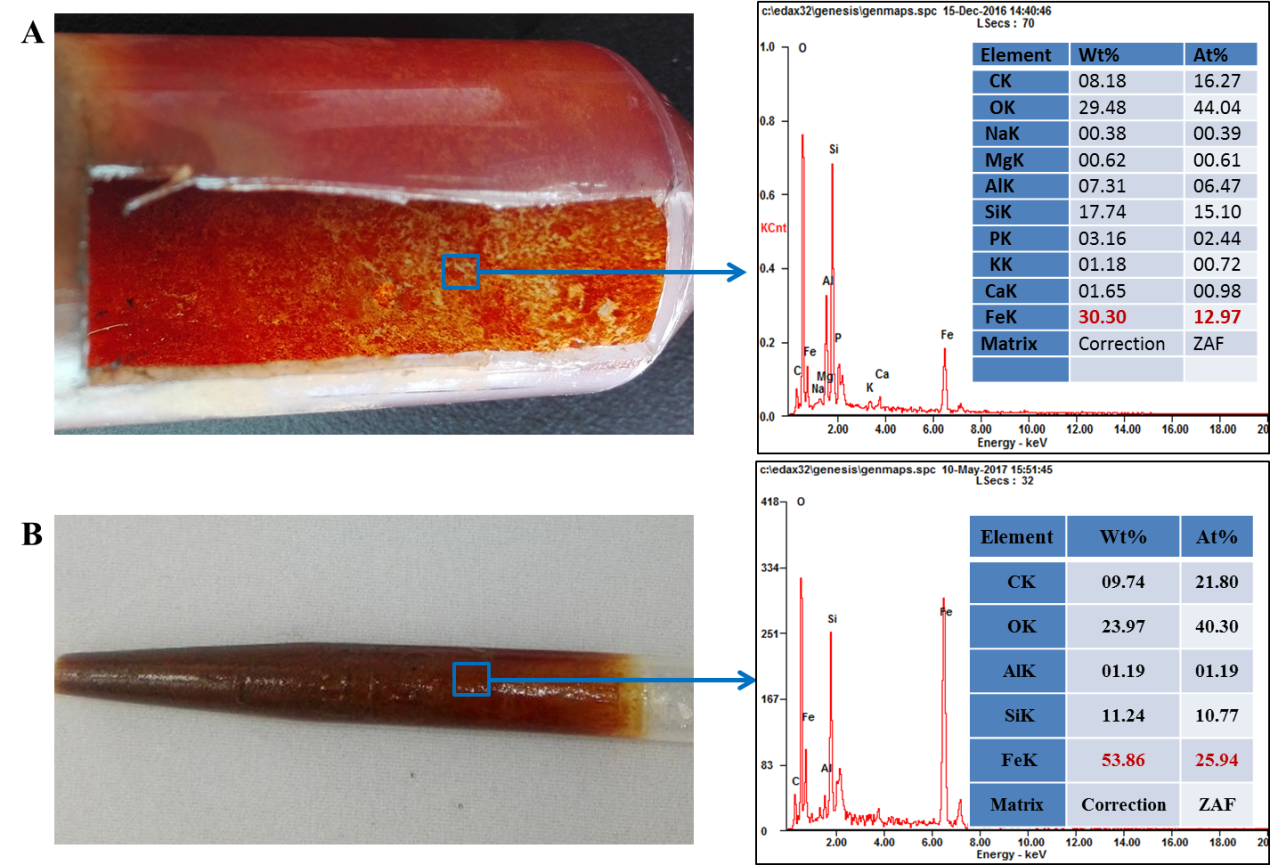 A
c:\edax32\genesis\genmaps.spc 15-Dec-2016 14:40:46
LSecs : 70
1.0
0.8
0.6
KCnt
0.4
0.2
0.0
O
Si
Al
P
Fe
C
Mg
Na
K
Ca
Fe
Element Wt% At%
CK 08.18 16.27
OK 29.48 44.04
NaK 00.38 00.39
MgK 00.62 00.61
AlK 07.31 06.47
SiK 17.74 15.10
PK 03.16 02.44
KK 01.18 00.72
CaK 01.65 00.98
FeK 30.30 12.97
Matrix Correction ZAF
2.00 4.00 6.00 8.00 10.00 12.00 14.00 16.00 18.00 20
Energy - keV
B
c:\edax32\genesis\genmaps.spc 10-May-2017 15:51:45
LSecs : 32
418
334
251
167
83
0
O
Si
Fe
Fe
Al
C
Element Wt% At%
CK 09.74 21.80
OK 23.97 40.30
AlK 01.19 01.19
SiK 11.24 10.77
FeK 53.86 25.94
Matrix Correction ZAF
2.00 4.00 6.00 8.00 10.00 12.00 14.00 16.00 18.00 20
Energy - keV